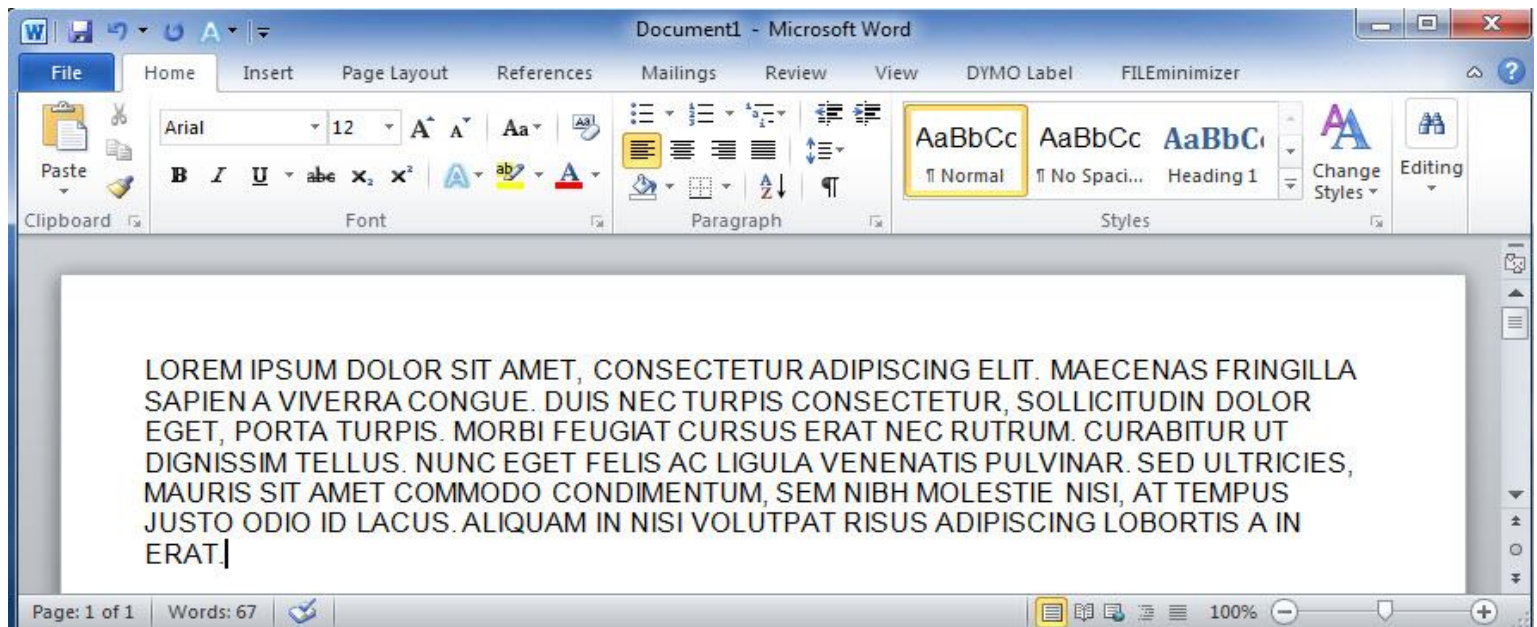 W A Document1 - Microsoft Word
File Home Insert Page Layout References Mailings Review View DYMO Label FILEminimizer ?
Paste Arial 12 A A Aa Aa AaBbCc AaBbCc AaBbC Change Styles Editing
B I U abc x₂ x² A ab A A Z ¶ ¶ Normal ¶ No Spaci... Heading 1
Clipboard Font Paragraph Styles
LOREM IPSUM DOLOR SIT AMET, CONSECTETUR ADIPISCING ELIT. MAECENAS FRINGILLA
SAPIEN A VIVERRA CONGUE. DUIS NEC TURPIS CONSECTETUR, SOLLICITUDIN DOLOR
EGET, PORTA TURPIS. MORBI FEUGIAT CURSUS ERAT NEC RUTRUM. CURABITUR UT
DIGNISSIM TELLUS. NUNC EGET FELIS AC LIGULA VENENATIS PULVINAR. SED ULTRICIES,
MAURIS SIT AMET COMMODO CONDIMENTUM, SEM NIBH MOLESTIE NISI, AT TEMPUS
JUSTO ODIO ID LACUS. ALIQUAM IN NISI VOLUTPAT RISUS ADIPISCING LOBORTIS A IN
ERAT.
Page: 1 of 1 Words: 67 100%